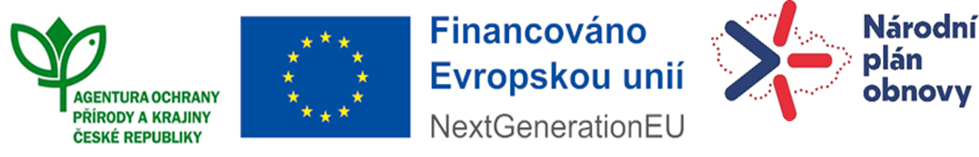 AGENTURA OCHRANY
PŘÍRODY A KRAJINY
ČESKÉ REPUBLIKY
Financováno
Evropskou unií
NextGenerationEU
Národní
plán
obnovy